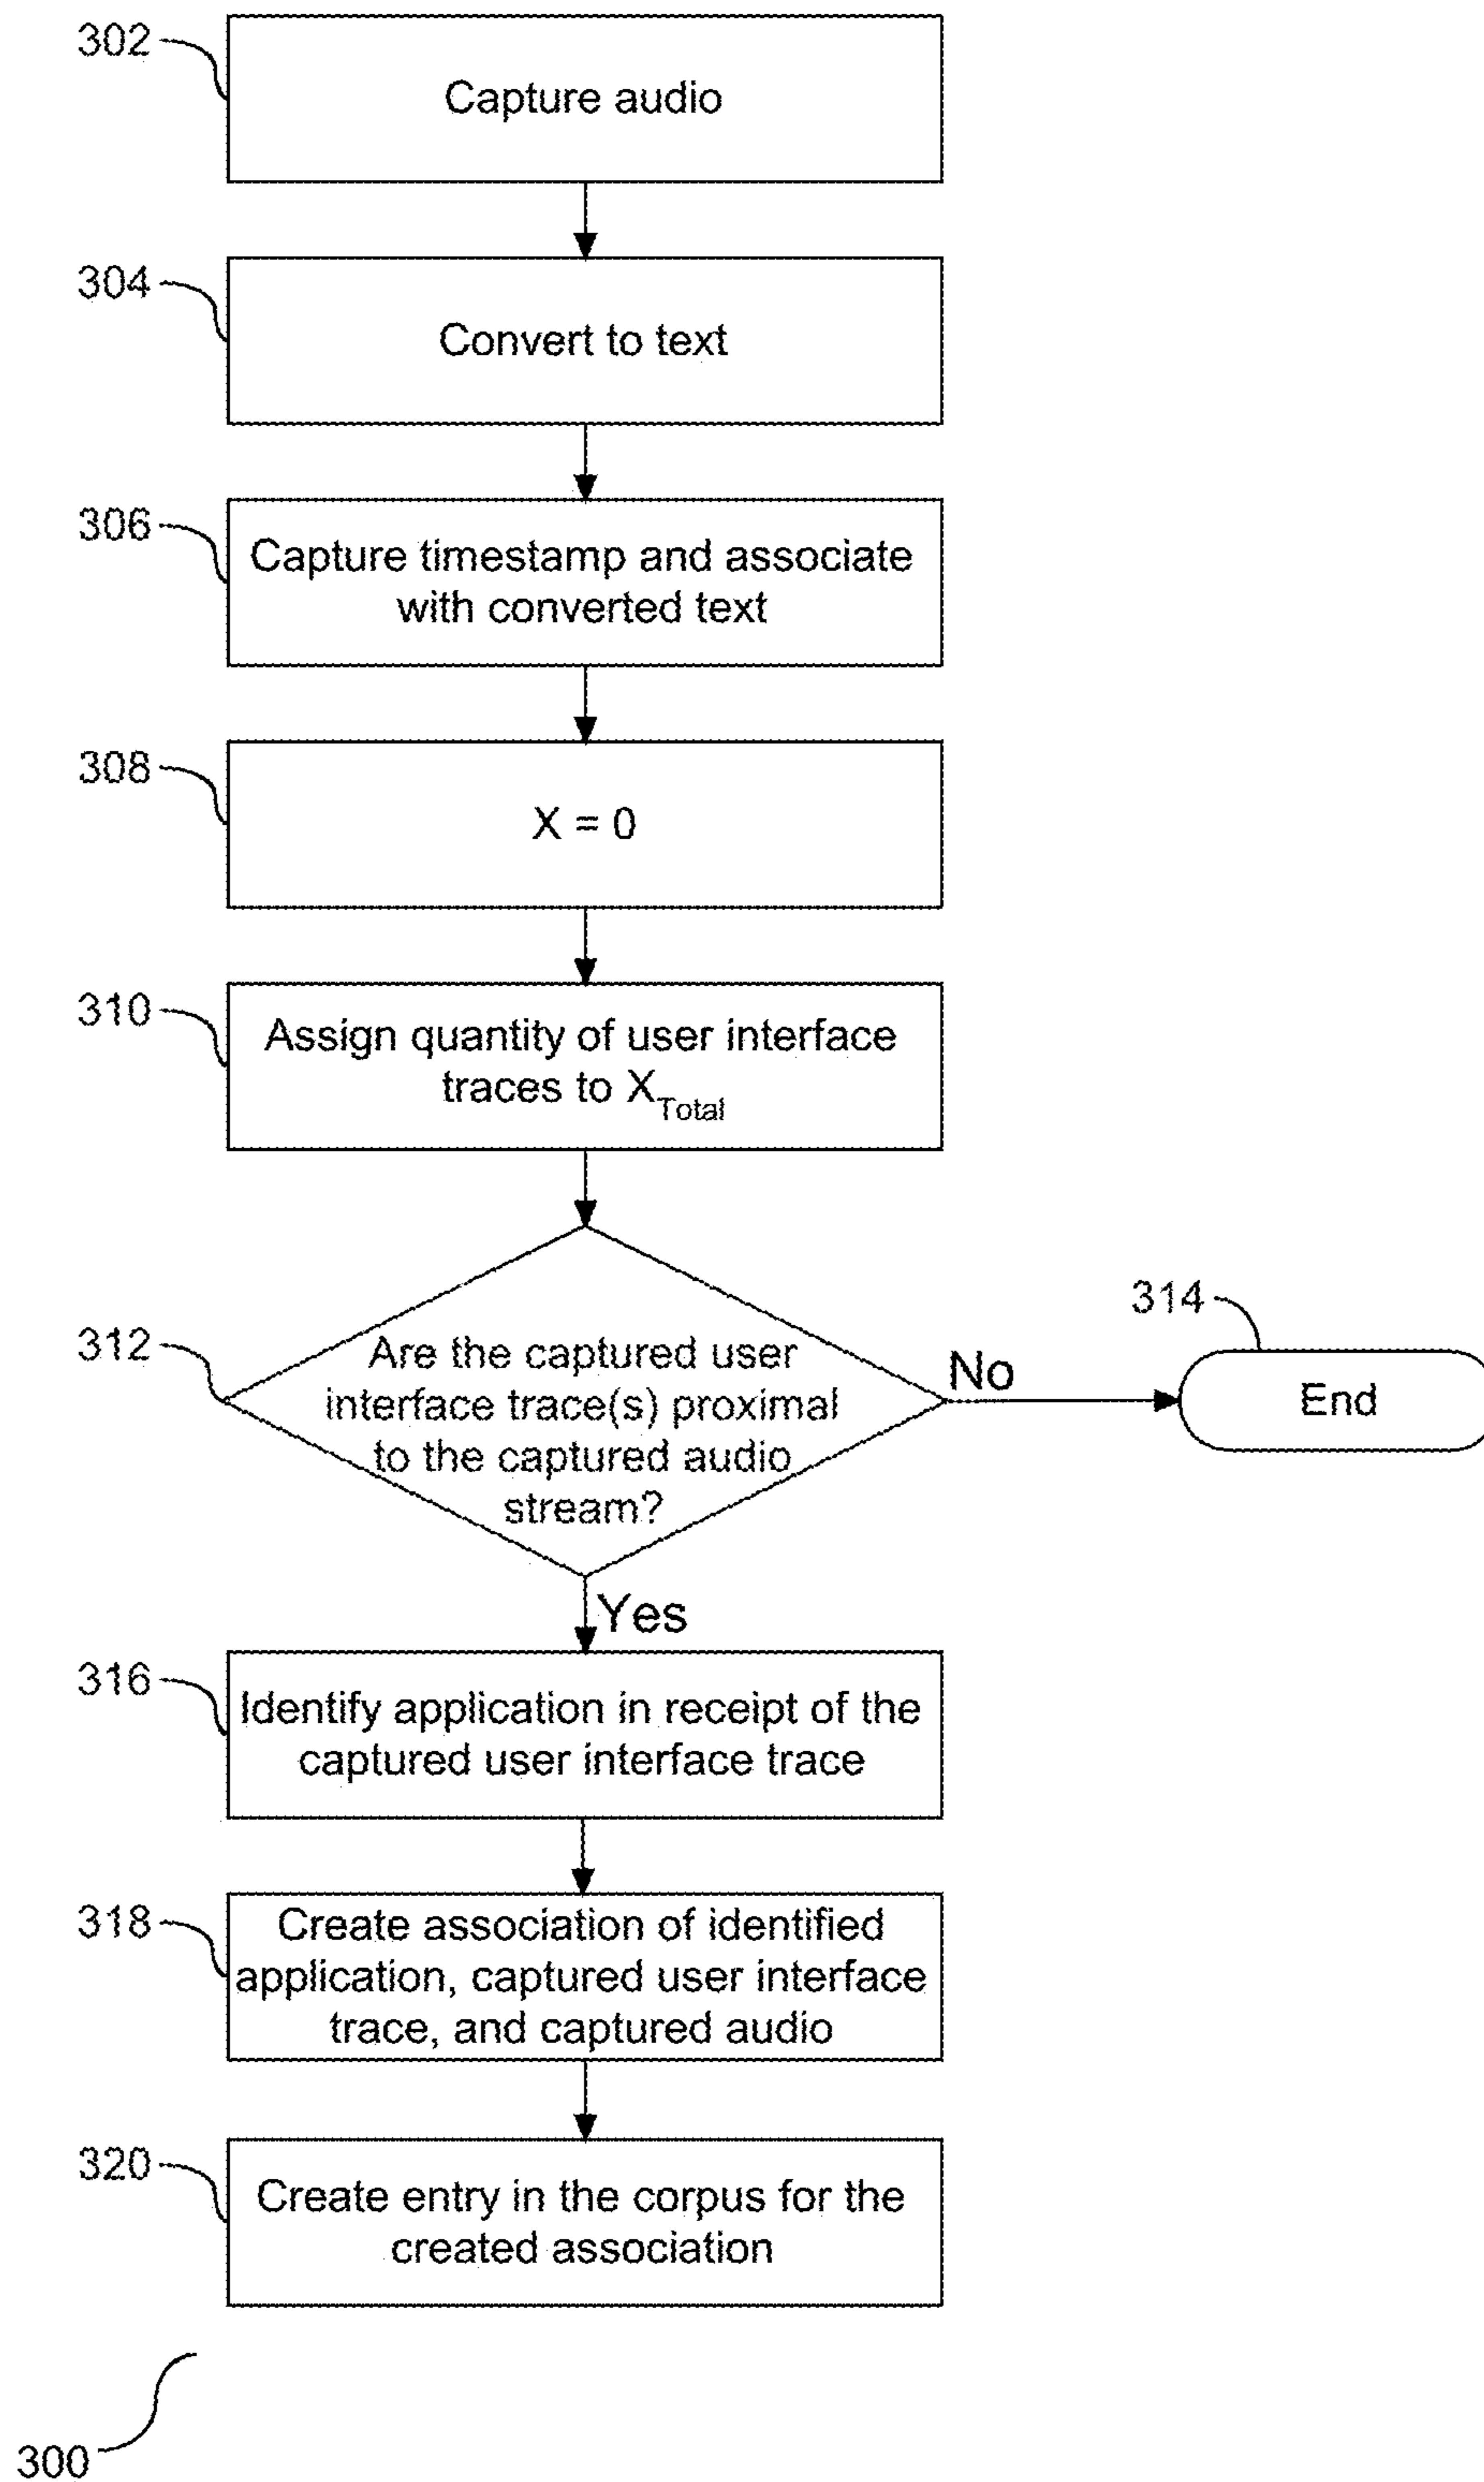 302
Capture audio
304
Convert to text
306
Capture timestamp and associate
with converted text
308
X = 0
310
Assign quantity of user interface
traces to X_Total
312
Are the captured user
interface trace(s) proximal
to the captured audio
stream?
No
314
End
Yes
316
Identify application in receipt of the
captured user interface trace
318
Create association of identified
application, captured user interface
trace, and captured audio
320
Create entry in the corpus for the
created association
300